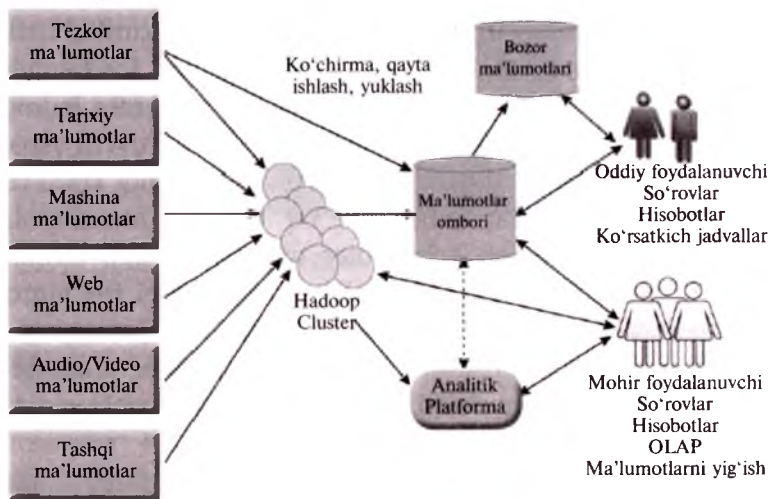 Tezkor
ma'lumotlar
Tarixiy
ma'lumotlar
Mashina
ma'lumotlar
Web
ma'lumotlar
Audio/Video
ma'lumotlar
Tashqi
ma'lumotlar
Ko‘chirma, qayta
ishlash, yuklash
Hadoop
Cluster
Bozor
ma'lumotlari
Ma'lumotlar
ombori
Analitik
Platforma
Oddiy foydalanuvchi
So‘rovlar
Hisobotlar
Ko‘rsatkich jadvallar
Mohir foydalanuvchi
So‘rovlar
Hisobotlar
OLAP
Ma'lumotlarni yig‘ish